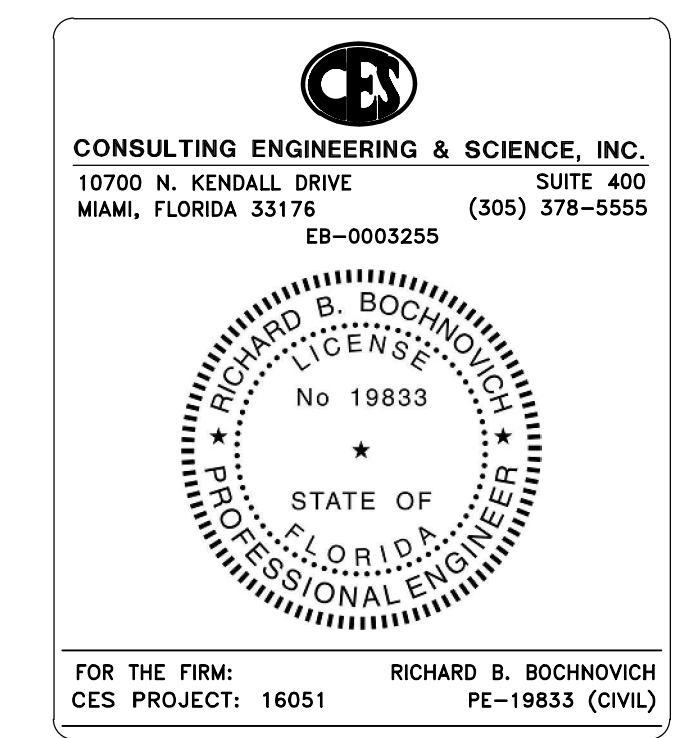 CES
CONSULTING ENGINEERING & SCIENCE, INC.
10700 N. KENDALL DRIVE SUITE 400
MIAMI, FLORIDA 33176 (305) 378-5555
EB-0003255
RICHARD B. BOCHNOVICH
LICENSE
No 19833
STATE OF
FLORIDA
PROFESSIONAL ENGINEER
FOR THE FIRM: RICHARD B. BOCHNOVICH
CES PROJECT: 16051 PE-19833 (CIVIL)